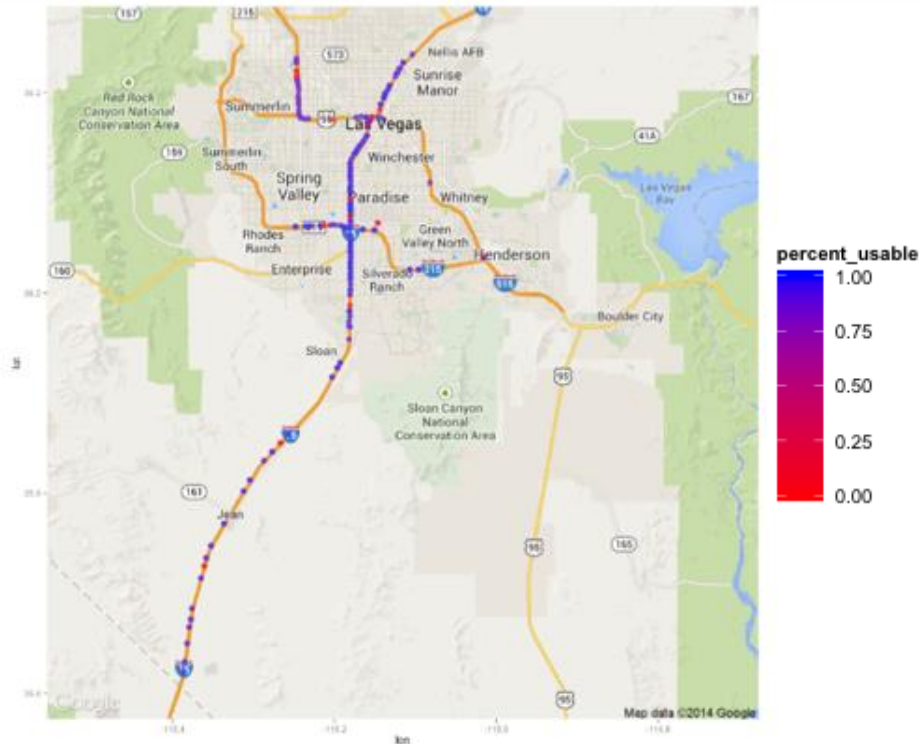 157
215
573
Nellis AFB
Sunrise
Manor
Red Rock
Canyon National
Conservation Area
Summerlin
95
Las Vegas
167
41A
Summerlin
South
Winchester
Spring
Valley
Paradise
Whitney
Las Vegas
Bay
Rhodes
Ranch
Green
Valley North
Henderson
160
Enterprise
Silverado
Ranch
215
515
Boulder City
Sloan
95
Sloan Canyon
National
Conservation Area
161
Jean
95
165
95
Google
Map data ©2014 Google
lon
percent_usable
1.00
0.75
0.50
0.25
0.00